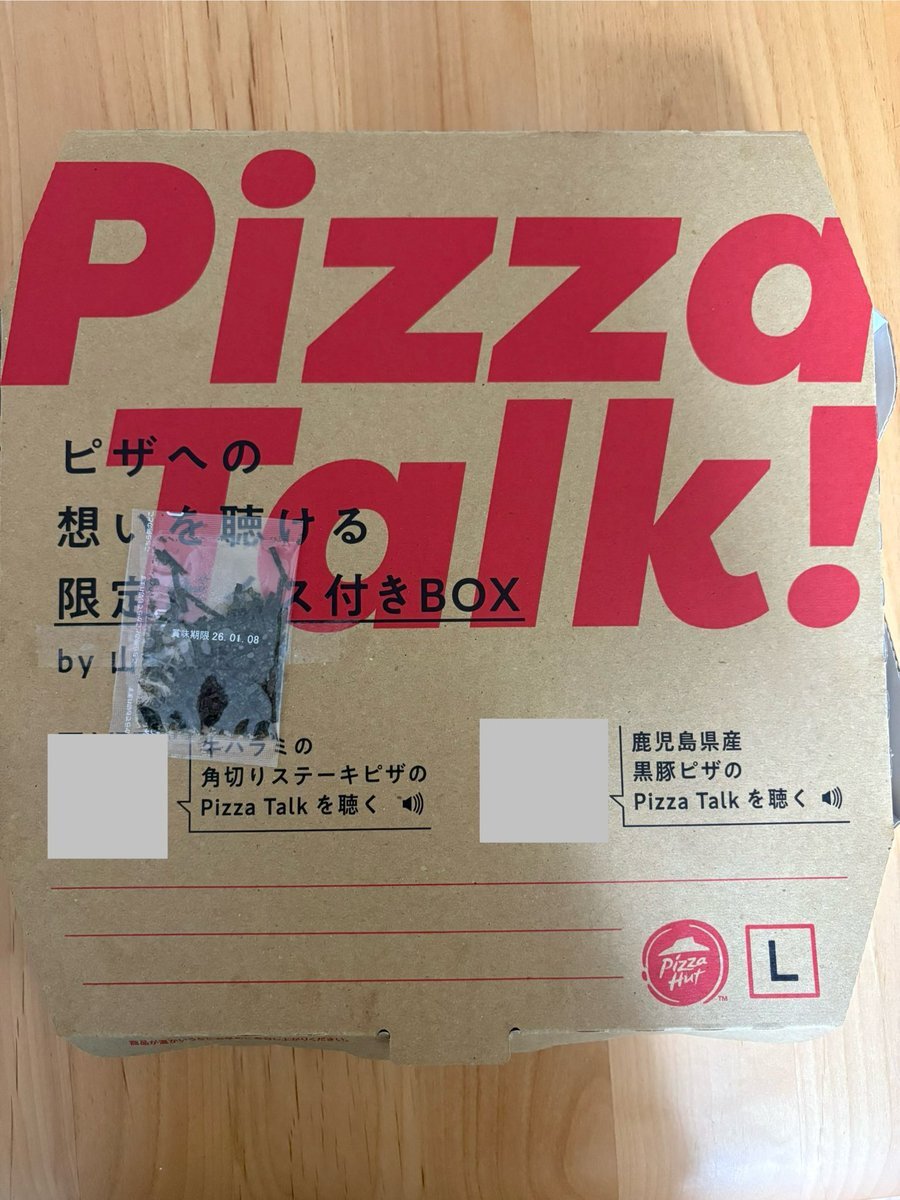 Pizza
Talk!
ピザへの
想いを聴ける
限定 ス付きBOX
by 山
賞味期限 26.01.08
牛ハラミの
角切りステーキピザの
Pizza Talk を聴く
鹿児島県産
黒豚ピザの
Pizza Talk を聴く
Pizza
Hut
TM
L